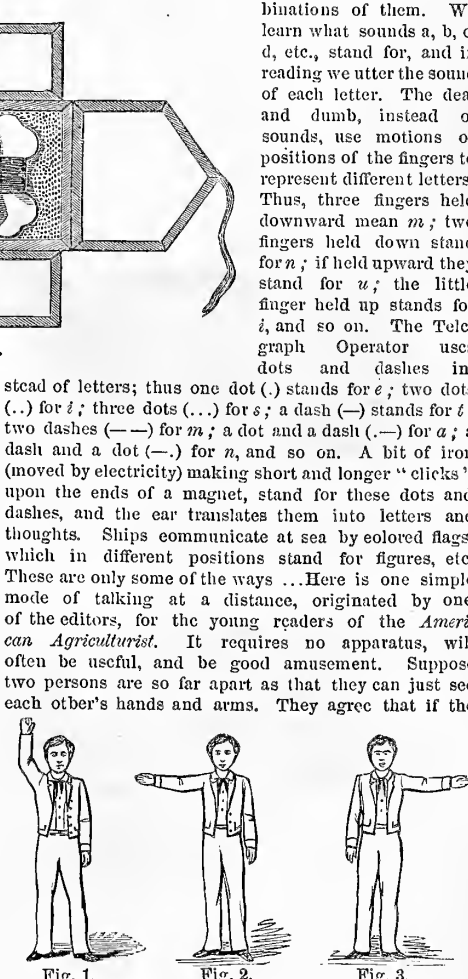 binations of them. W
learn what sounds a, b, c
d, etc., stand for, and i
reading we utter the soun
of each letter. The dea
and dumb, instead o
sounds, use motions o
positions of the fingers t
represent different letters
Thus, three fingers held
downward mean m; two
fingers held down stand
for n; if held upward they
stand for u; the little
finger held up stands fo
i, and so on. The Tele
graph Operator uses
dots and dashes in
stead of letters; thus one dot (.) stands for e; two dots
(..) for i; three dots (...) for s; a dash (—) stands for t
two dashes (— —) for m; a dot and a dash (.—) for a; a
dash and a dot (—.) for n, and so on. A bit of iron
(moved by electricity) making short and longer "clicks"
upon the ends of a magnet, stand for these dots and
dashes, and the ear translates them into letters and
thoughts. Ships communicate at sea by colored flags
which in different positions stand for figures, etc
These are only some of the ways ...Here is one simple
mode of talking at a distance, originated by one
of the editors, for the young readers of the Ameri
can Agriculturist. It requires no apparatus, will
often be useful, and be good amusement. Suppose
two persons are so far apart as that they can just see
each other's hands and arms. They agree that if the
Fig. 1. Fig. 2. Fig. 3.